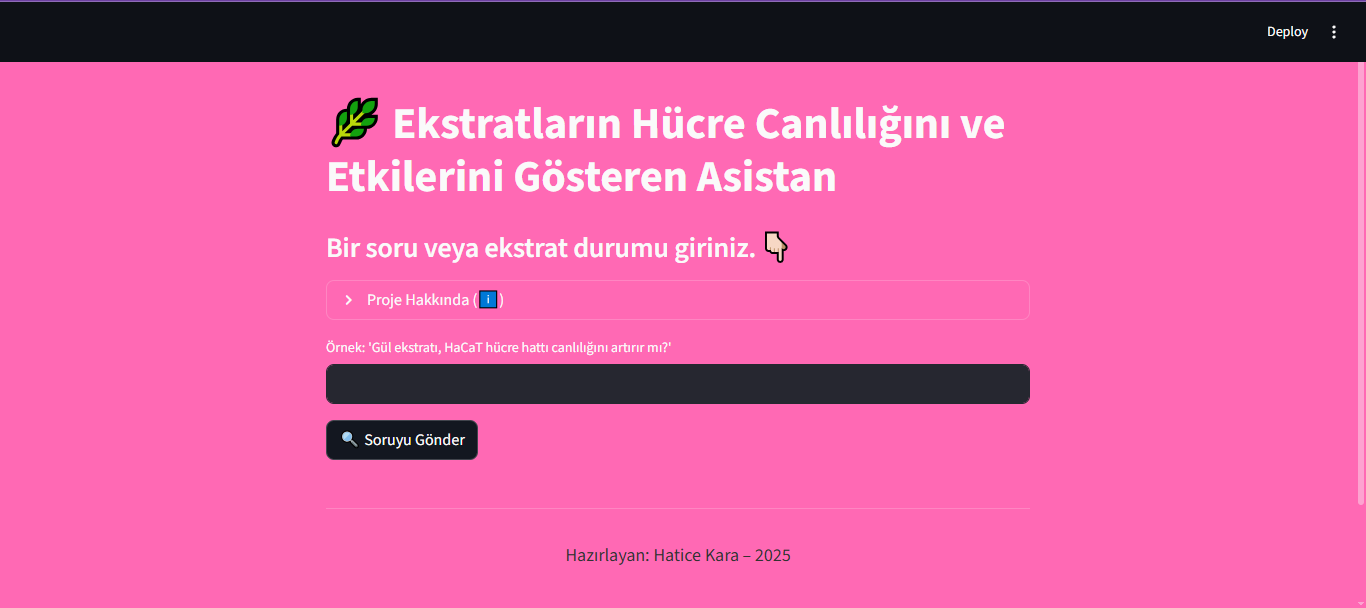 Deploy
Ekstratların Hücre Canlılığını ve
Etkilerini Gösteren Asistan
Bir soru veya ekstrat durumu giriniz.
Proje Hakkında (ℹ️)
Örnek: 'Gül ekstratı, HaCaT hücre hattı canlılığını artırır mı?'
Soruyu Gönder
Hazırlayan: Hatice Kara – 2025